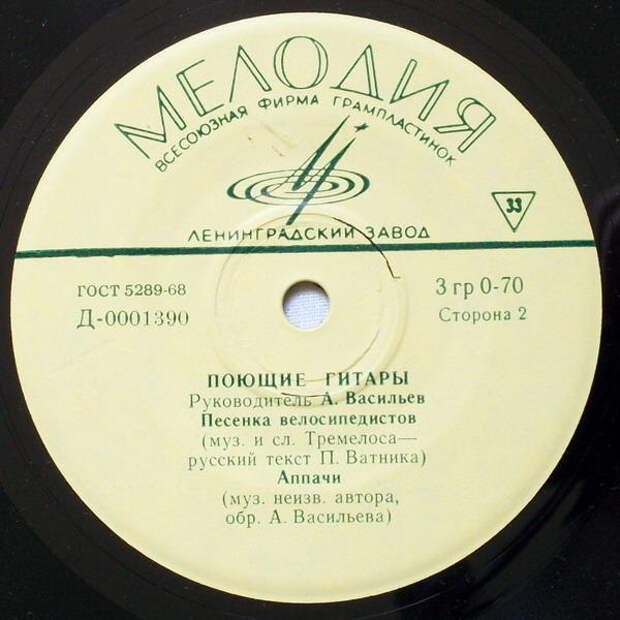 МЕЛОДИЯ
ВСЕСОЮЗНАЯ ФИРМА ГРАМПЛАСТИНОК
ЛЕНИНГРАДСКИЙ ЗАВОД
33
ГОСТ 5289-68
3 гр 0-70
Д-0001390
Сторона 2
ПОЮЩИЕ ГИТАРЫ
Руководитель А. Васильев
Песенка велосипедистов
(муз. и сл. Тремелоса—
русский текст П. Ватника)
Аппачи
(муз. неизв. автора,
обр. А. Васильева)